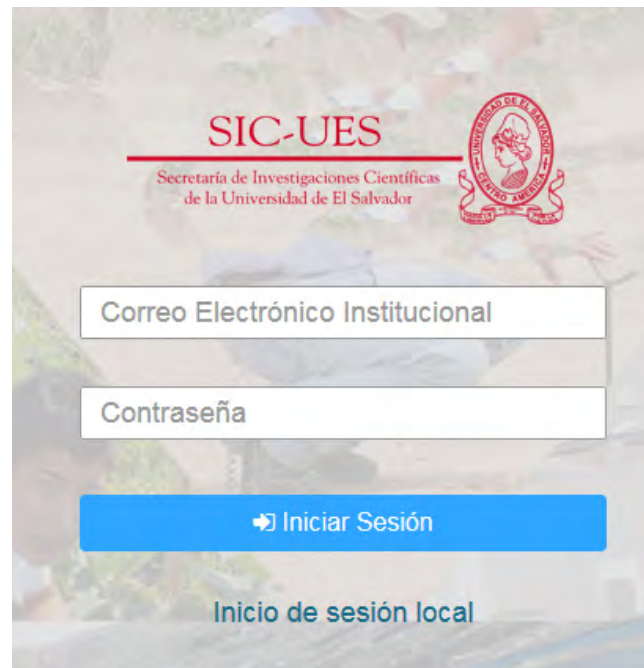 SIC-UES
Secretaría de Investigaciones Científicas
de la Universidad de El Salvador
UNIVERSIDAD DE EL SALVADOR
CENTRO AMERICA
Correo Electrónico Institucional
Contraseña
Iniciar Sesión
Inicio de sesión local